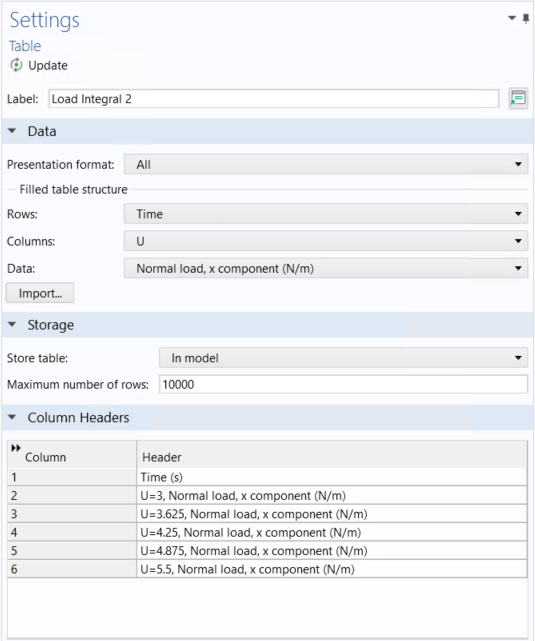 Settings
Table
Update
Label: Load Integral 2
Data
Presentation format: All
Filled table structure
Rows: Time
Columns: U
Data: Normal load, x component (N/m)
Import...
Storage
Store table: In model
Maximum number of rows: 10000
Column Headers
Column Header
1 Time (s)
2 U=3, Normal load, x component (N/m)
3 U=3.625, Normal load, x component (N/m)
4 U=4.25, Normal load, x component (N/m)
5 U=4.875, Normal load, x component (N/m)
6 U=5.5, Normal load, x component (N/m)